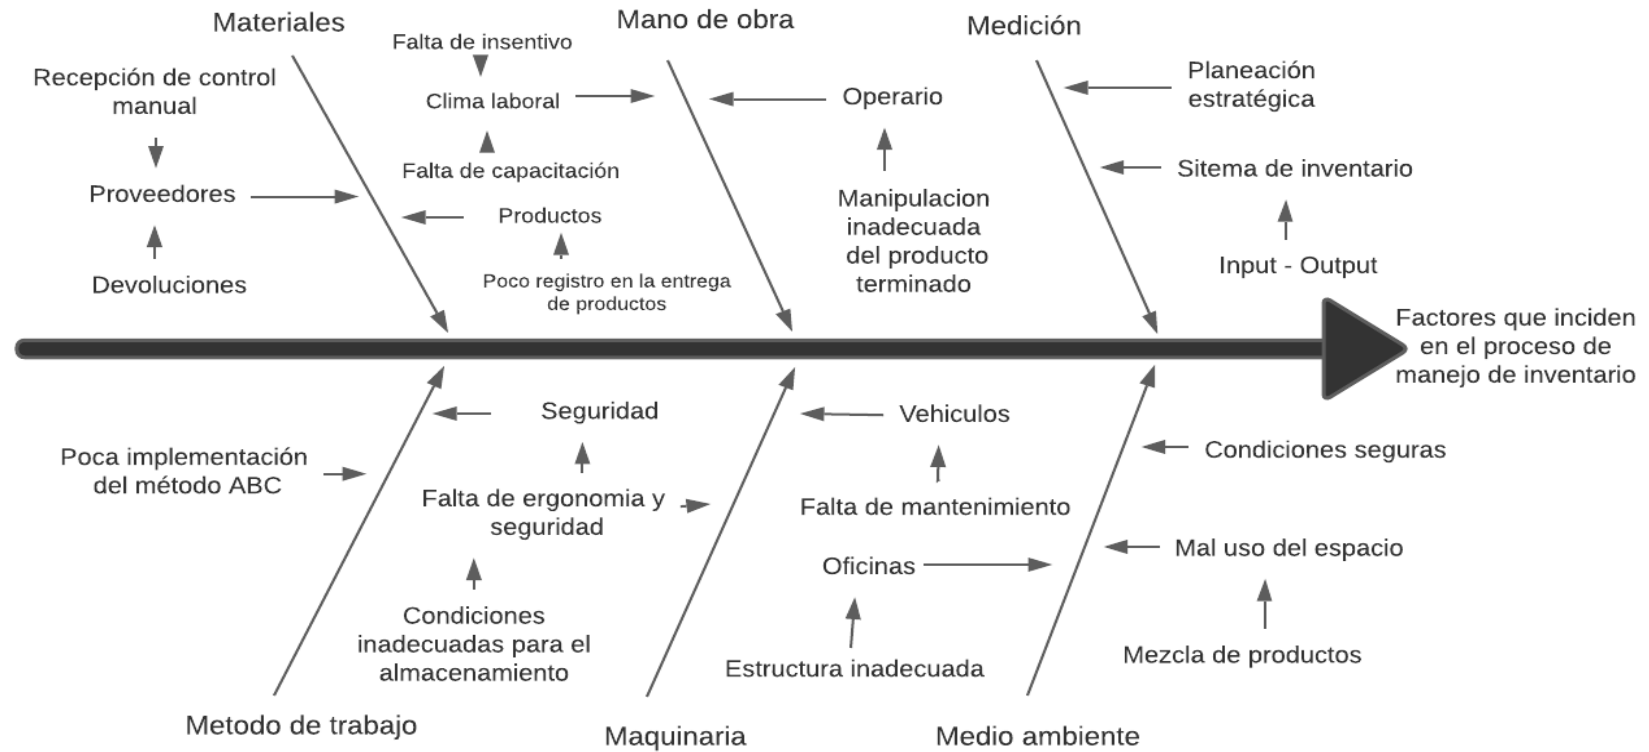 Materiales
Mano de obra
Medición
Falta de insentivo
Recepción de control
manual
Clima laboral
Operario
Planeación
estratégica
Falta de capacitación
Proveedores
Productos
Manipulacion
inadecuada
del producto
terminado
Sitema de inventario
Devoluciones
Poco registro en la entrega
de productos
Input - Output
Factores que inciden
en el proceso de
manejo de inventario
Seguridad
Vehiculos
Poca implementación
del método ABC
Condiciones seguras
Falta de ergonomia y
seguridad
Falta de mantenimiento
Oficinas
Mal uso del espacio
Condiciones
inadecuadas para el
almacenamiento
Estructura inadecuada
Mezcla de productos
Metodo de trabajo
Maquinaria
Medio ambiente